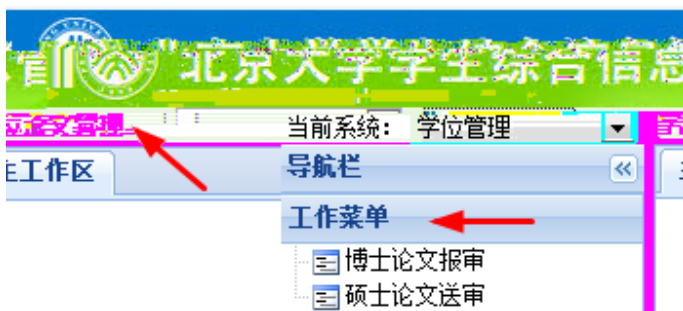 北京大学学生综合信息
当前系统: 学位管理
主工作区
导航栏
工作菜单
博士论文报审
硕士论文送审